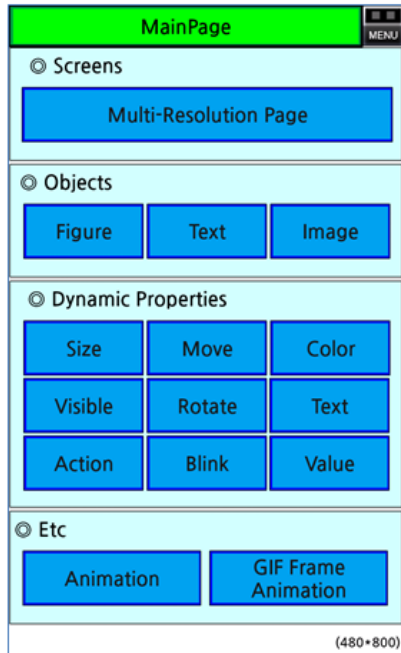 MainPage
MENU
◎ Screens
Multi-Resolution Page
◎ Objects
Figure Text Image
◎ Dynamic Properties
Size Move Color
Visible Rotate Text
Action Blink Value
◎ Etc
Animation
GIF Frame
Animation
(480*800)